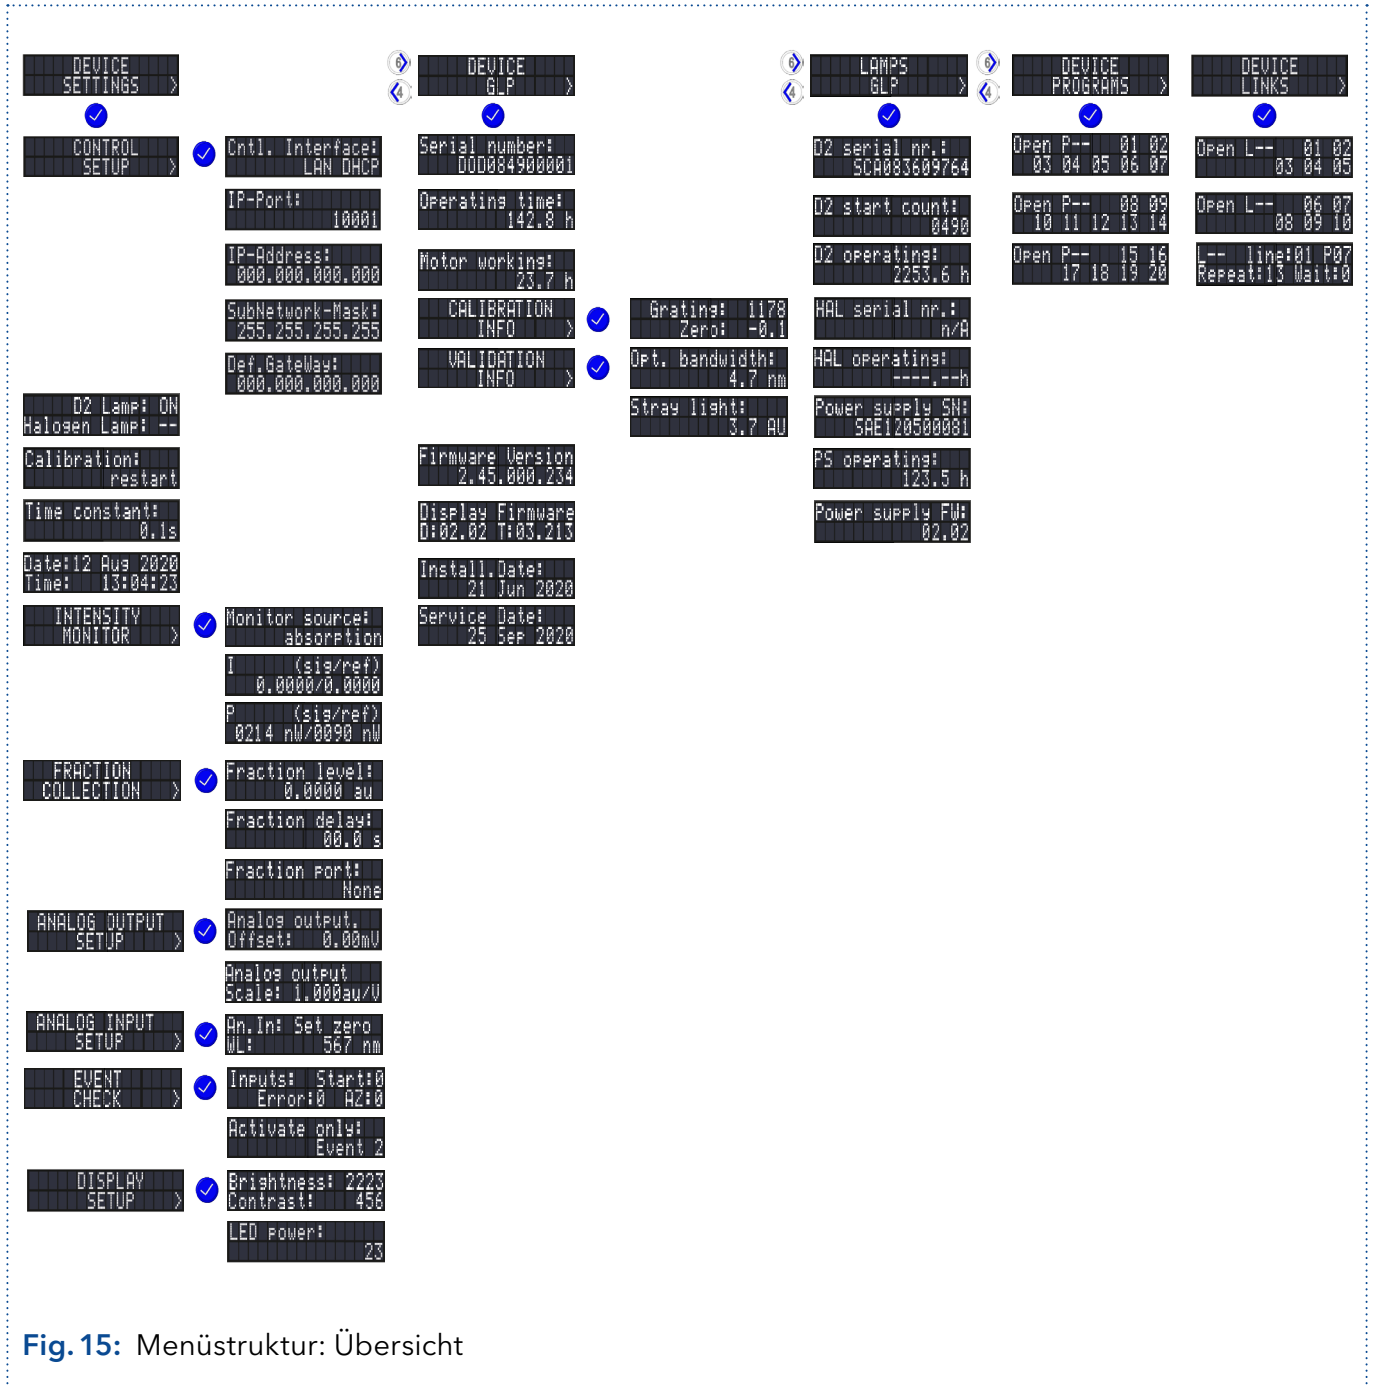 DEVICE
SETTINGS >
CONTROL
SETUP >
Cntl. Interface:
LAN DHCP
IP-Port:
10001
IP-Address:
000.000.000.000
SubNetwork-Mask:
255.255.255.255
Def.GateWay:
000.000.000.000
D2 Lamp: ON
Halogen Lamp: --
Calibration:
restart
Time constant:
0.1s
Date:12 Aug 2020
Time: 13:04:23
INTENSITY
MONITOR >
Monitor source:
absorption
I (sig/ref)
0.0000/0.0000
P (sig/ref)
0214 nW/0090 nW
FRACTION
COLLECTION >
Fraction level:
0.0000 au
Fraction delay:
00.0 s
Fraction port:
None
ANALOG OUTPUT
SETUP >
Analog output.
Offset: 0.00mV
Analog output
Scale: 1.000au/V
ANALOG INPUT
SETUP >
An.In: Set zero
WL: 567 nm
EVENT
CHECK >
Inputs: Start:0
Error:0 AZ:0
Activate only:
Event 2
DISPLAY
SETUP >
Brightness: 2223
Contrast: 456
LED power:
23
6
4
DEVICE
GLP >
Serial number:
DOD084900001
Operating time:
142.8 h
Motor working:
23.7 h
CALIBRATION
INFO >
Grating: 1178
Zero: -0.1
VALIDATION
INFO >
Opt. bandwidth:
4.7 nm
Stray light:
3.7 AU
Firmware Version
2.45.000.234
Display Firmware
D:02.02 T:03.213
Install.Date:
21 Jun 2020
Service Date:
25 Sep 2020
6
4
LAMPS
GLP >
D2 serial nr.:
SCA083609764
D2 start count:
0490
D2 operating:
2253.6 h
HAL serial nr.:
n/A
HAL operating:
----.--h
Power supply SN:
SAE120500081
PS operating:
123.5 h
Power supply FW:
02.02
6
4
DEVICE
PROGRAMS >
Open P-- 01 02
03 04 05 06 07
Open P-- 08 09
10 11 12 13 14
Open P-- 15 16
17 18 19 20
DEVICE
LINKS >
Open L-- 01 02
03 04 05
Open L-- 06 07
08 09 10
L-- line:01 P07
Repeat:13 Wait:0
Fig. 15: Menüstruktur: Übersicht